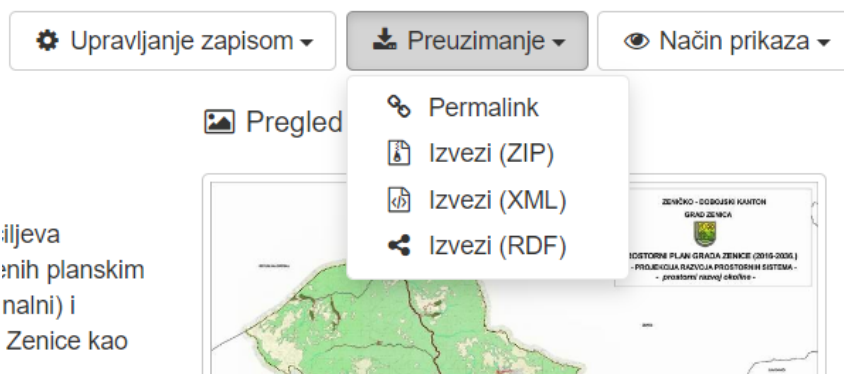 Upravljanje zapisom
Preuzimanje
Način prikaza
Permalink
Izvezi (ZIP)
Izvezi (XML)
Izvezi (RDF)
Pregled
iljeva
enih planskim
nalni) i
Zenice kao
ZENIČKO - DOBOJSKI KANTON
GRAD ZENICA
OSTORNI PLAN GRADA ZENICE (2016-2036.)
- PROJEKCIJA RAZVOJA PROSTORNIH SISTEMA -
- prostorni razvoj okoline -